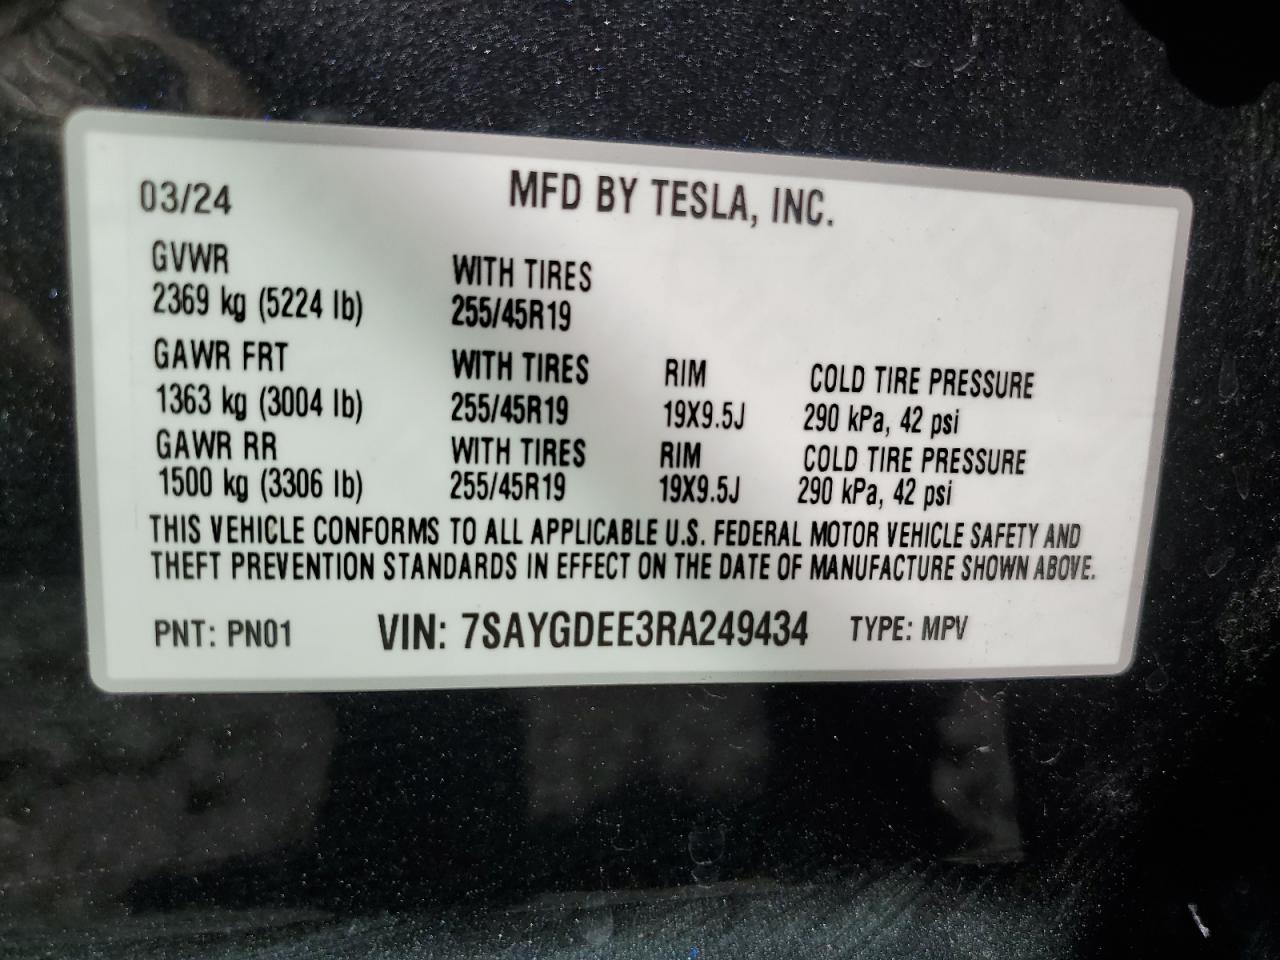 03/24 MFD BY TESLA, INC.
GVWR WITH TIRES
2369 kg (5224 lb) 255/45R19
GAWR FRT WITH TIRES RIM COLD TIRE PRESSURE
1363 kg (3004 lb) 255/45R19 19X9.5J 290 kPa, 42 psi
GAWR RR WITH TIRES RIM COLD TIRE PRESSURE
1500 kg (3306 lb) 255/45R19 19X9.5J 290 kPa, 42 psi
THIS VEHICLE CONFORMS TO ALL APPLICABLE U.S. FEDERAL MOTOR VEHICLE SAFETY AND
THEFT PREVENTION STANDARDS IN EFFECT ON THE DATE OF MANUFACTURE SHOWN ABOVE.
PNT: PN01 VIN: 7SAYGDEE3RA249434 TYPE: MPV